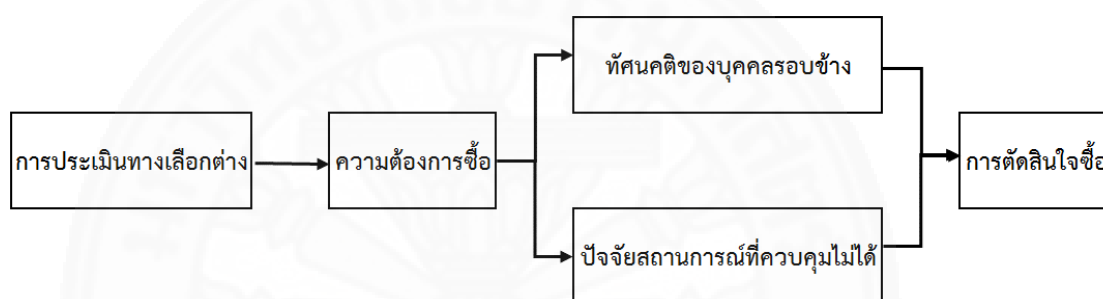 การประเมินทางเลือกต่าง
ความต้องการซื้อ
ทัศนคติของบุคคลรอบข้าง
ปัจจัยสถานการณ์ที่ควบคุมไม่ได้
การตัดสินใจซื้อ